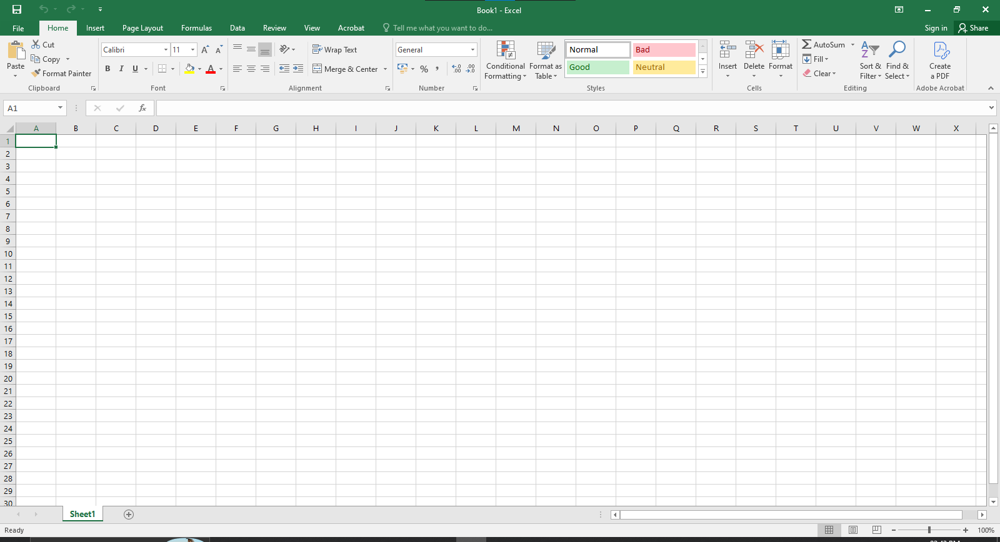 Book1 - Excel
File Home Insert Page Layout Formulas Data Review View Acrobat Tell me what you want to do... Sign in Share
Paste
Cut
Copy
Format Painter
Clipboard
Calibri 11 A A
B I U A
Font
Wrap Text
Merge & Center
Alignment
General
% , .0 .00 .00 .0
Number
Conditional Formatting
Format as Table
Normal Bad
Good Neutral
Styles
Insert Delete Format
Cells
AutoSum
Fill
Clear
Sort & Filter
Find & Select
Editing
Create a PDF
Adobe Acrobat
A1 fx
A B C D E F G H I J K L M N O P Q R S T U V W X
1
2
3
4
5
6
7
8
9
10
11
12
13
14
15
16
17
18
19
20
21
22
23
24
25
26
27
28
29
30
Sheet1
Ready 100%